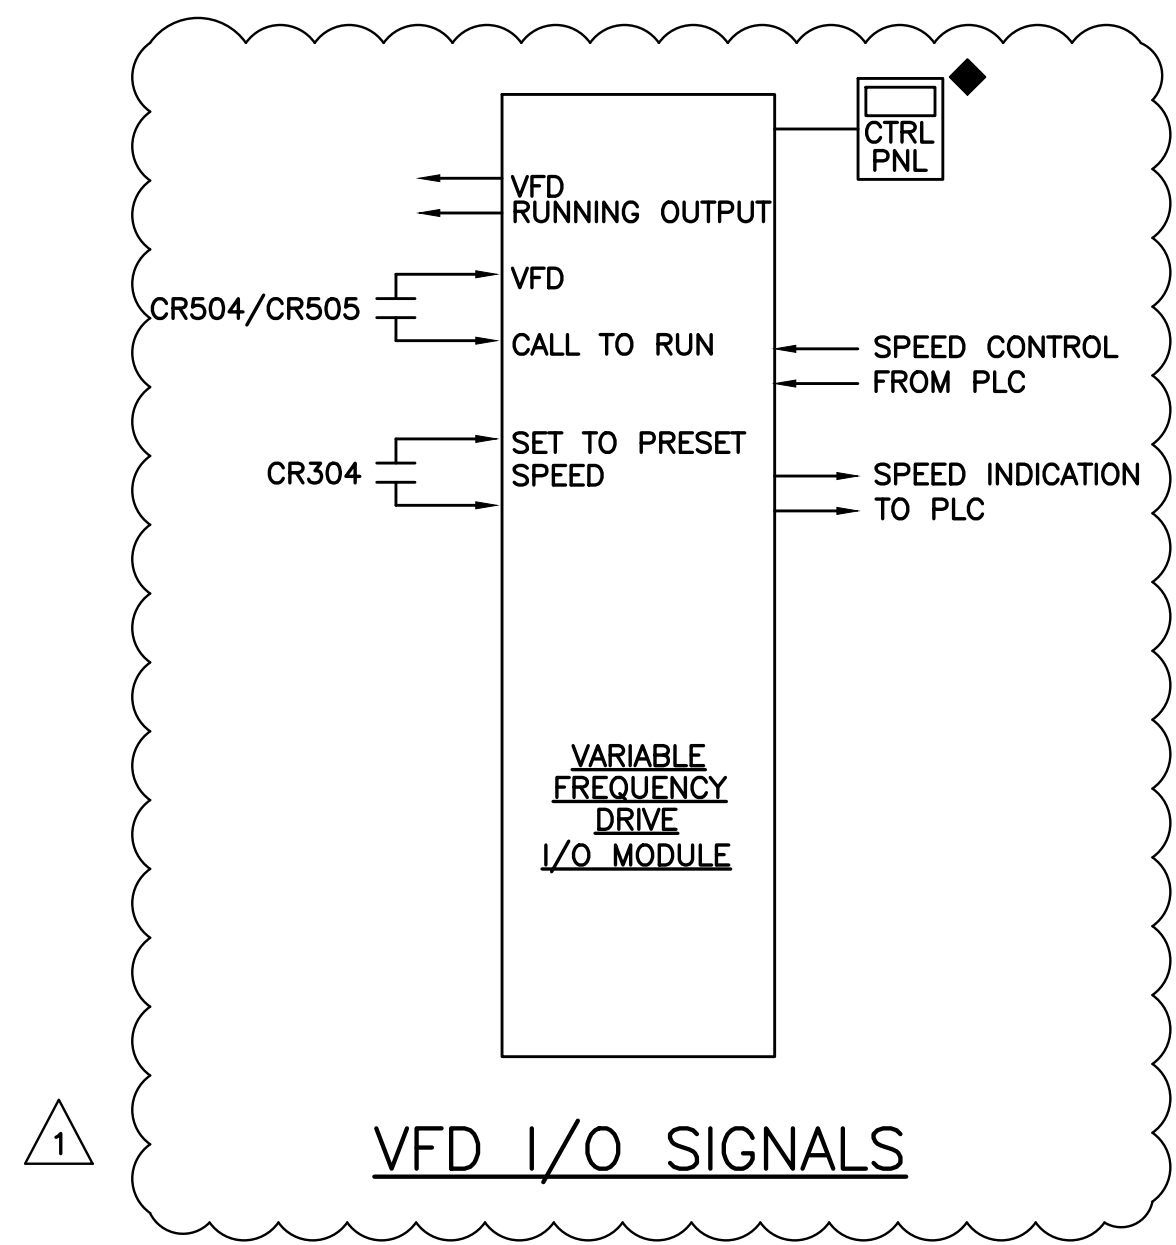 CTRL
PNL
VFD
RUNNING OUTPUT
VFD
CR504/CR505
CALL TO RUN
SPEED CONTROL
FROM PLC
SET TO PRESET
SPEED
CR304
SPEED INDICATION
TO PLC
VARIABLE
FREQUENCY
DRIVE
I/O MODULE
1
VFD I/O SIGNALS